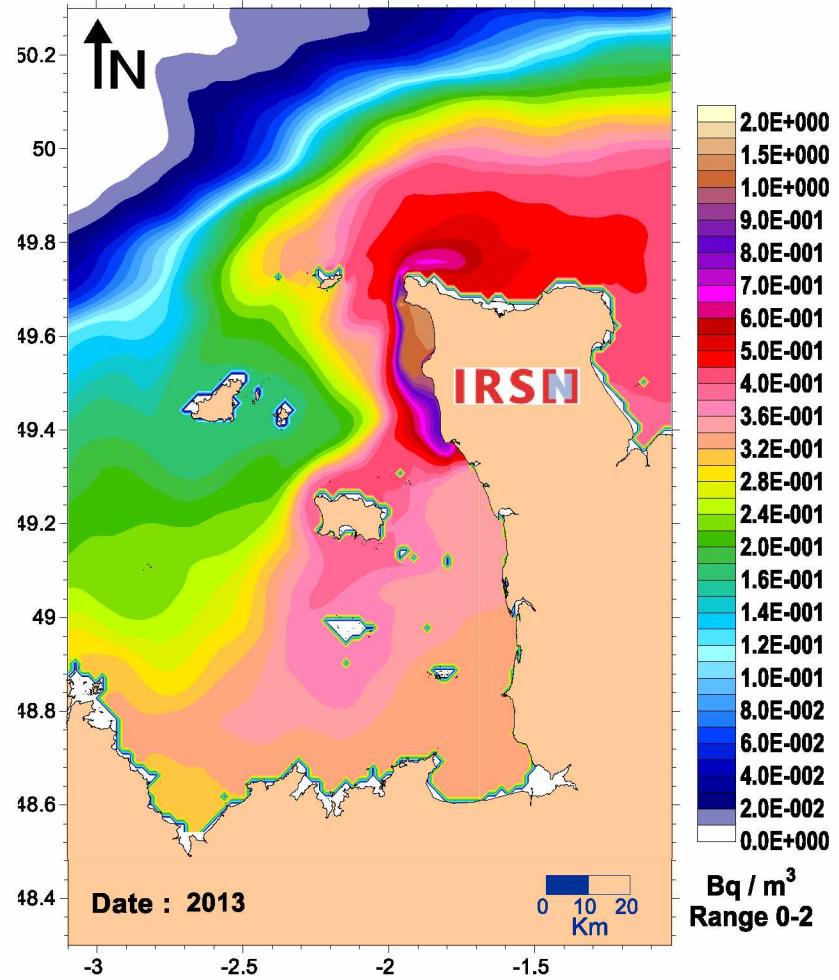 N
50.2
50
49.8
49.6
49.4
49.2
49
48.8
48.6
48.4
-3
-2.5
-2
-1.5
IRSN
Date : 2013
0 10 20
Km
2.0E+000
1.5E+000
1.0E+000
9.0E-001
8.0E-001
7.0E-001
6.0E-001
5.0E-001
4.0E-001
3.6E-001
3.2E-001
2.8E-001
2.4E-001
2.0E-001
1.6E-001
1.4E-001
1.2E-001
1.0E-001
8.0E-002
6.0E-002
4.0E-002
2.0E-002
0.0E+000
Bq / m³
Range 0-2